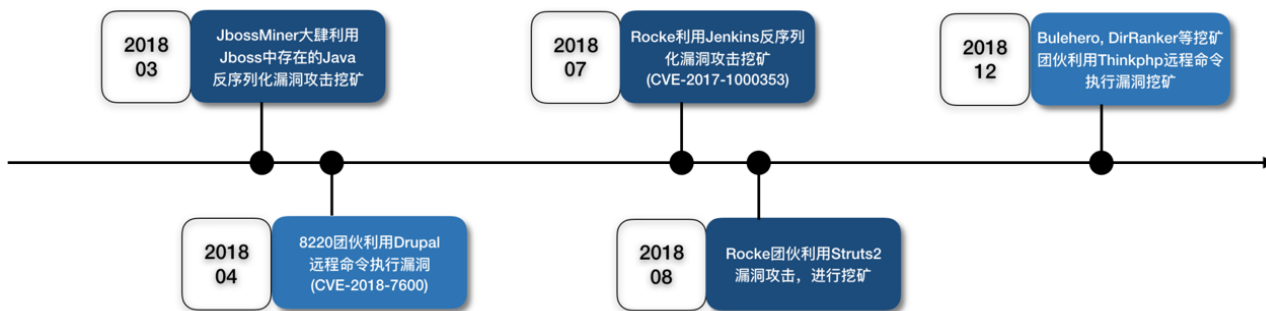 2018
03
JbossMiner大肆利用
Jboss中存在的Java
反序列化漏洞攻击挖矿
2018
04
8220团伙利用Drupal
远程命令执行漏洞
(CVE-2018-7600)
2018
07
Rocke利用Jenkins反序列
化漏洞攻击挖矿
(CVE-2017-1000353)
2018
08
Rocke团伙利用Struts2
漏洞攻击，进行挖矿
2018
12
Bulehero, DirRanker等挖矿
团伙利用Thinkphp远程命令
执行漏洞挖矿